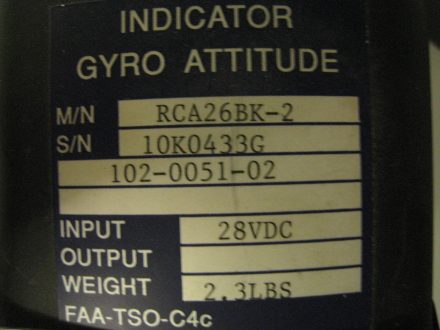 INDICATOR
GYRO ATTITUDE
M/N RCA26BK-2
S/N 10K0433G
102-0051-02
INPUT 28VDC
OUTPUT
WEIGHT 2.3LBS
FAA-TSO-C4c